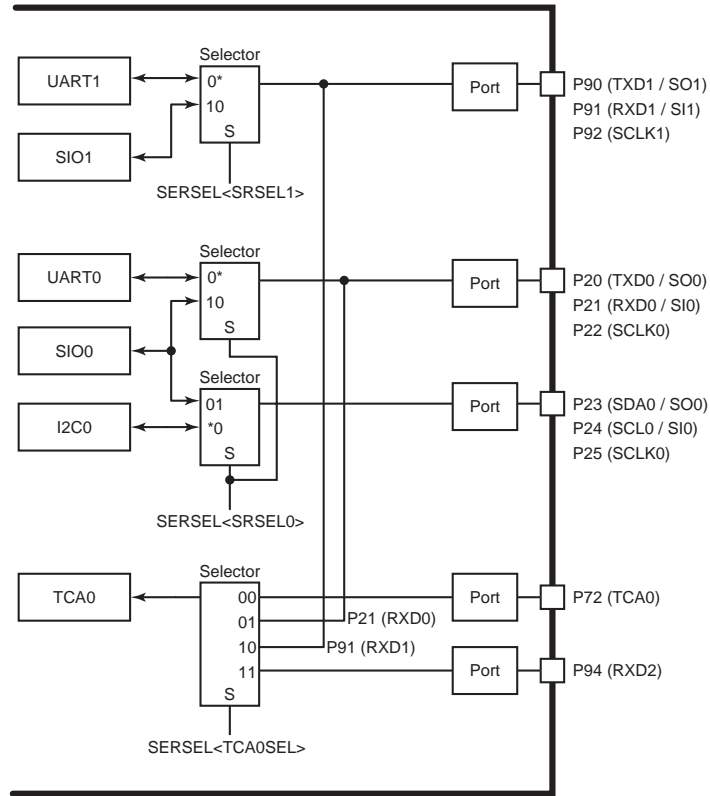 Selector
UART1
0*
10
S
SIO1
SERSEL<SRSEL1>
Port
P90 (TXD1 / SO1)
P91 (RXD1 / SI1)
P92 (SCLK1)
Selector
UART0
0*
10
S
SIO0
Port
P20 (TXD0 / SO0)
P21 (RXD0 / SI0)
P22 (SCLK0)
Selector
01
*0
S
I2C0
SERSEL<SRSEL0>
Port
P23 (SDA0 / SO0)
P24 (SCL0 / SI0)
P25 (SCLK0)
Selector
TCA0
00
01
10
11
S
P21 (RXD0)
P91 (RXD1)
SERSEL<TCA0SEL>
Port
P72 (TCA0)
Port
P94 (RXD2)